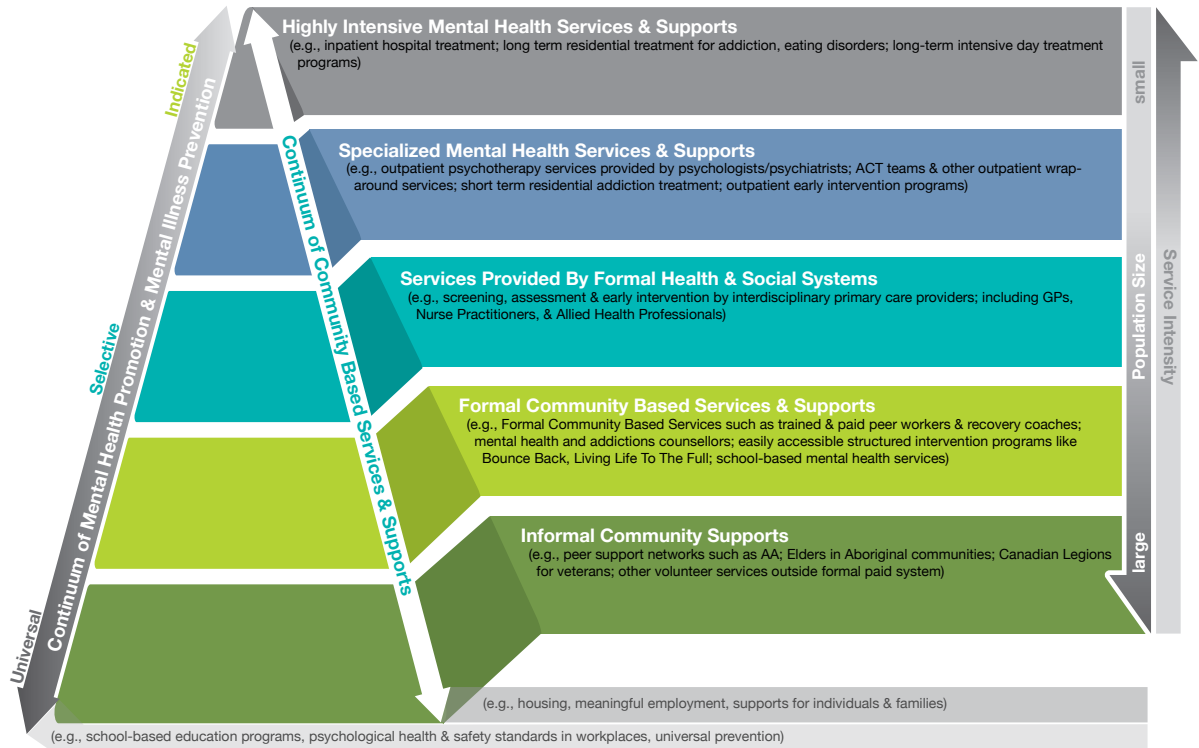 Highly Intensive Mental Health Services & Supports
(e.g., inpatient hospital treatment; long term residential treatment for addiction, eating disorders; long-term intensive day treatment
programs)
Specialized Mental Health Services & Supports
(e.g., outpatient psychotherapy services provided by psychologists/psychiatrists; ACT teams & other outpatient wrap-
around services; short term residential addiction treatment; outpatient early intervention programs)
Services Provided By Formal Health & Social Systems
(e.g., screening, assessment & early intervention by interdisciplinary primary care providers; including GPs,
Nurse Practitioners, & Allied Health Professionals)
Formal Community Based Services & Supports
(e.g., Formal Community Based Services such as trained & paid peer workers & recovery coaches;
mental health and addictions counsellors; easily accessible structured intervention programs like
Bounce Back, Living Life To The Full; school-based mental health services)
Informal Community Supports
(e.g., peer support networks such as AA; Elders in Aboriginal communities; Canadian Legions
for veterans; other volunteer services outside formal paid system)
(e.g., housing, meaningful employment, supports for individuals & families)
(e.g., school-based education programs, psychological health & safety standards in workplaces, universal prevention)
Indicated
Selective
Universal
Continuum of Mental Health Promotion & Mental Illness Prevention
Continuum of Community Based Services & Supports
small
Population Size
large
Service Intensity